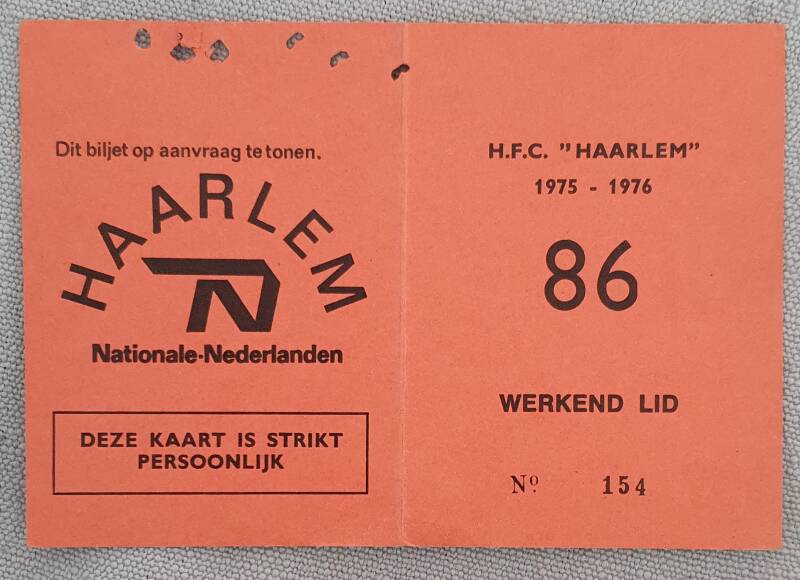 Dit biljet op aanvraag te tonen.
HAARLEM
N
Nationale-Nederlanden
DEZE KAART IS STRIKT
PERSOONLIJK
H.F.C. "HAARLEM"
1975 - 1976
86
WERKEND LID
Nº. 154